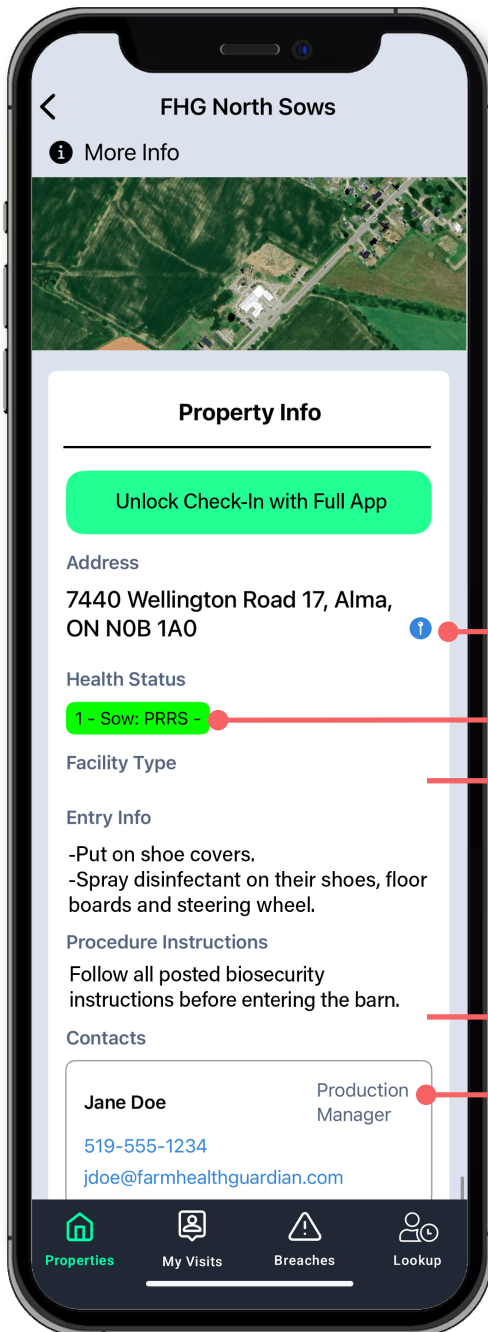 FHG North Sows
More Info
Property Info
Unlock Check-In with Full App
Address
7440 Wellington Road 17, Alma,
ON N0B 1A0
Health Status
1 - Sow: PRRS -
Facility Type
Entry Info
-Put on shoe covers.
-Spray disinfectant on their shoes, floor
boards and steering wheel.
Procedure Instructions
Follow all posted biosecurity
instructions before entering the barn.
Contacts
Jane Doe
Production
Manager
519-555-1234
jdoe@farmhealthguardian.com
Properties
My Visits
Breaches
Lookup